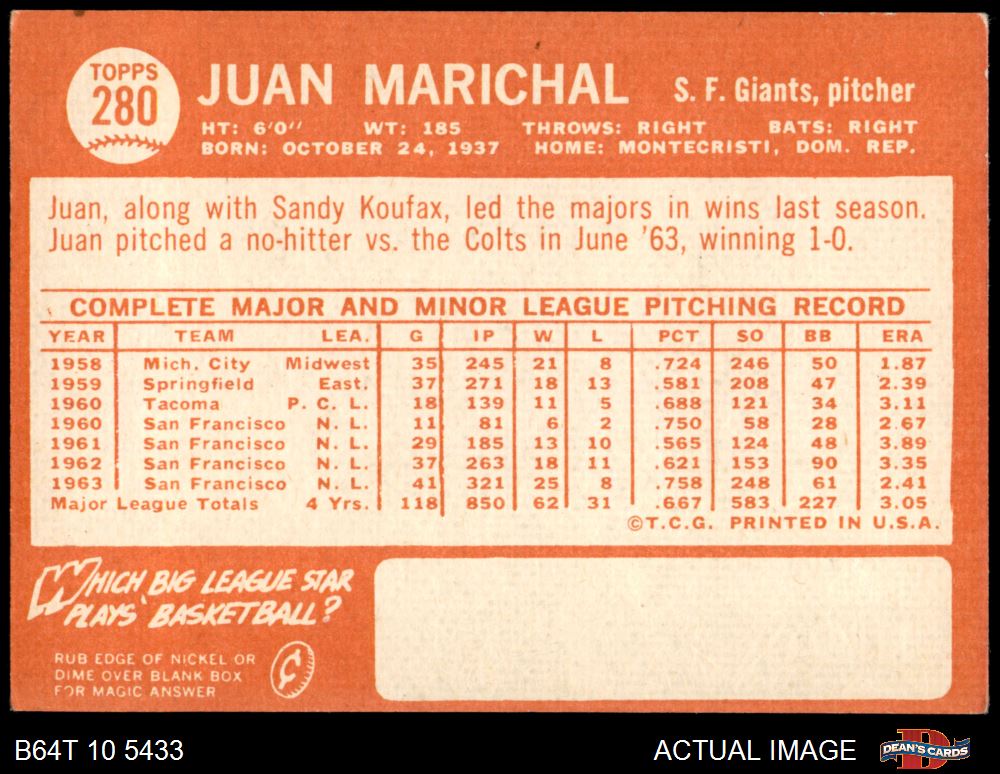 TOPPS
280
JUAN MARICHAL S. F. Giants, pitcher
HT: 6'0" WT: 185 THROWS: RIGHT BATS: RIGHT
BORN: OCTOBER 24, 1937 HOME: MONTECRISTI, DOM. REP.
Juan, along with Sandy Koufax, led the majors in wins last season.
Juan pitched a no-hitter vs. the Colts in June '63, winning 1-0.
COMPLETE MAJOR AND MINOR LEAGUE PITCHING RECORD
YEAR TEAM LEA. G IP W L PCT SO BB ERA
1958 Mich. City Midwest 35 245 21 8 .724 246 50 1.87
1959 Springfield East. 37 271 18 13 .581 208 47 2.39
1960 Tacoma P. C. L. 18 139 11 5 .688 121 34 3.11
1960 San Francisco N. L. 11 81 6 2 .750 58 28 2.67
1961 San Francisco N. L. 29 185 13 10 .565 124 48 3.89
1962 San Francisco N. L. 37 263 18 11 .621 153 90 3.35
1963 San Francisco N. L. 41 321 25 8 .758 248 61 2.41
Major League Totals 4 Yrs. 118 850 62 31 .667 583 227 3.05
©T.C.G. PRINTED IN U.S.A.
WHICH BIG LEAGUE STAR
PLAYS BASKETBALL?
RUB EDGE OF NICKEL OR
DIME OVER BLANK BOX
FOR MAGIC ANSWER
¢
B64T 10 5433 ACTUAL IMAGE DEAN'S CARDS